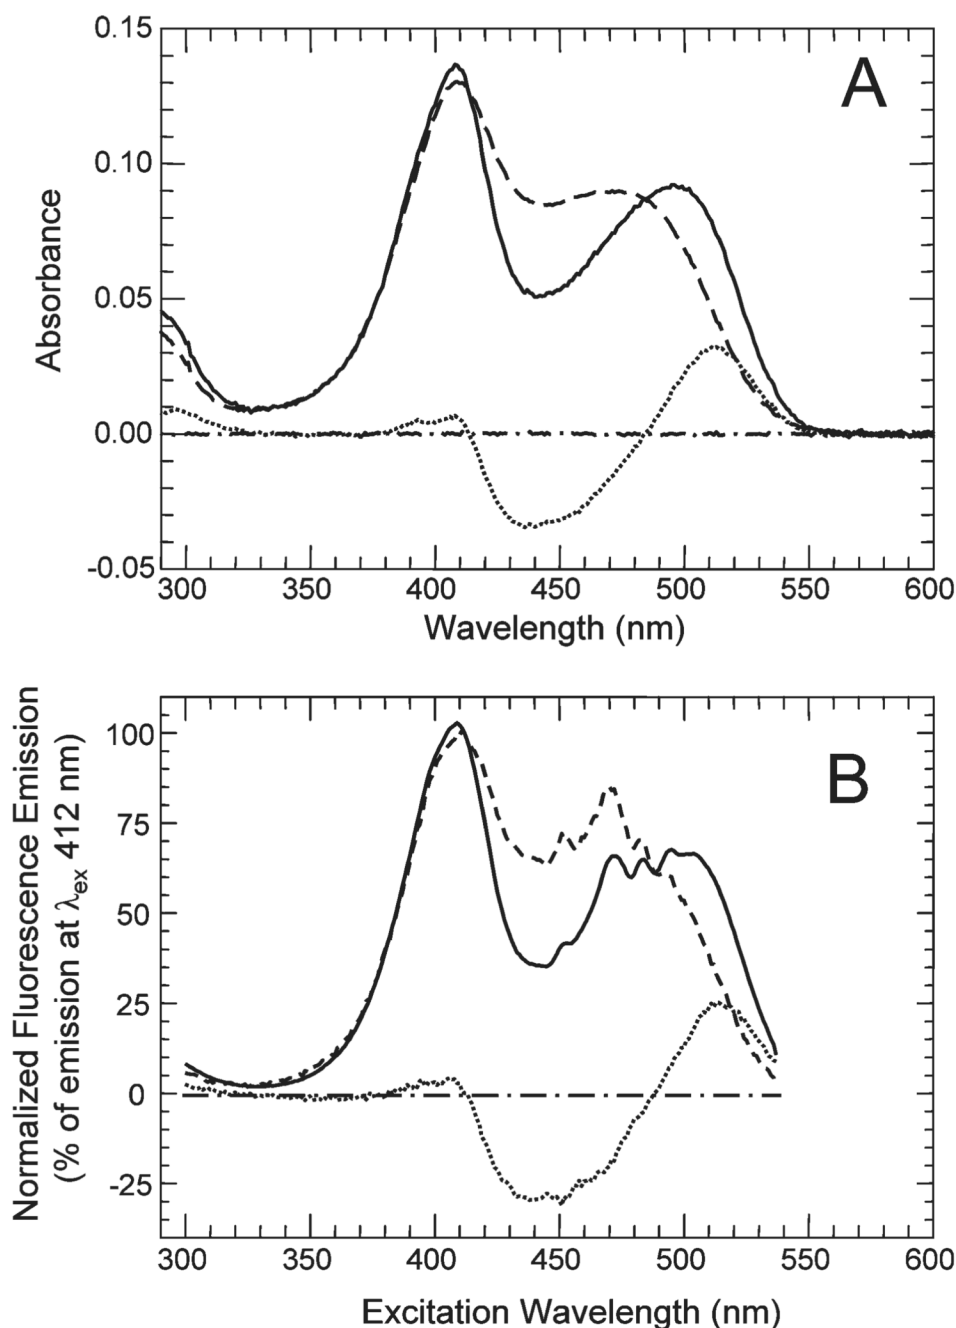 A
0.15
0.10
0.05
0.00
-0.05
Absorbance
300 350 400 450 500 550 600
Wavelength (nm)
B
100
75
50
25
0
-25
Normalized Fluorescence Emission
(% of emission at λex 412 nm)
300 350 400 450 500 550 600
Excitation Wavelength (nm)